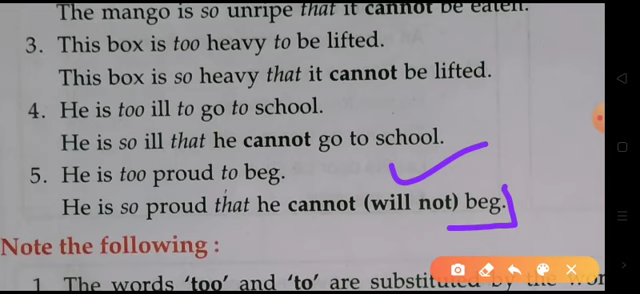 The mango is so unripe that it cannot be eaten.
3. This box is too heavy to be lifted.
This box is so heavy that it cannot be lifted.
4. He is too ill to go to school.
He is so ill that he cannot go to school.
5. He is too proud to beg.
He is so proud that he cannot (will not) beg.
Note the following :
1 The words 'too' and 'to' are substituted by the